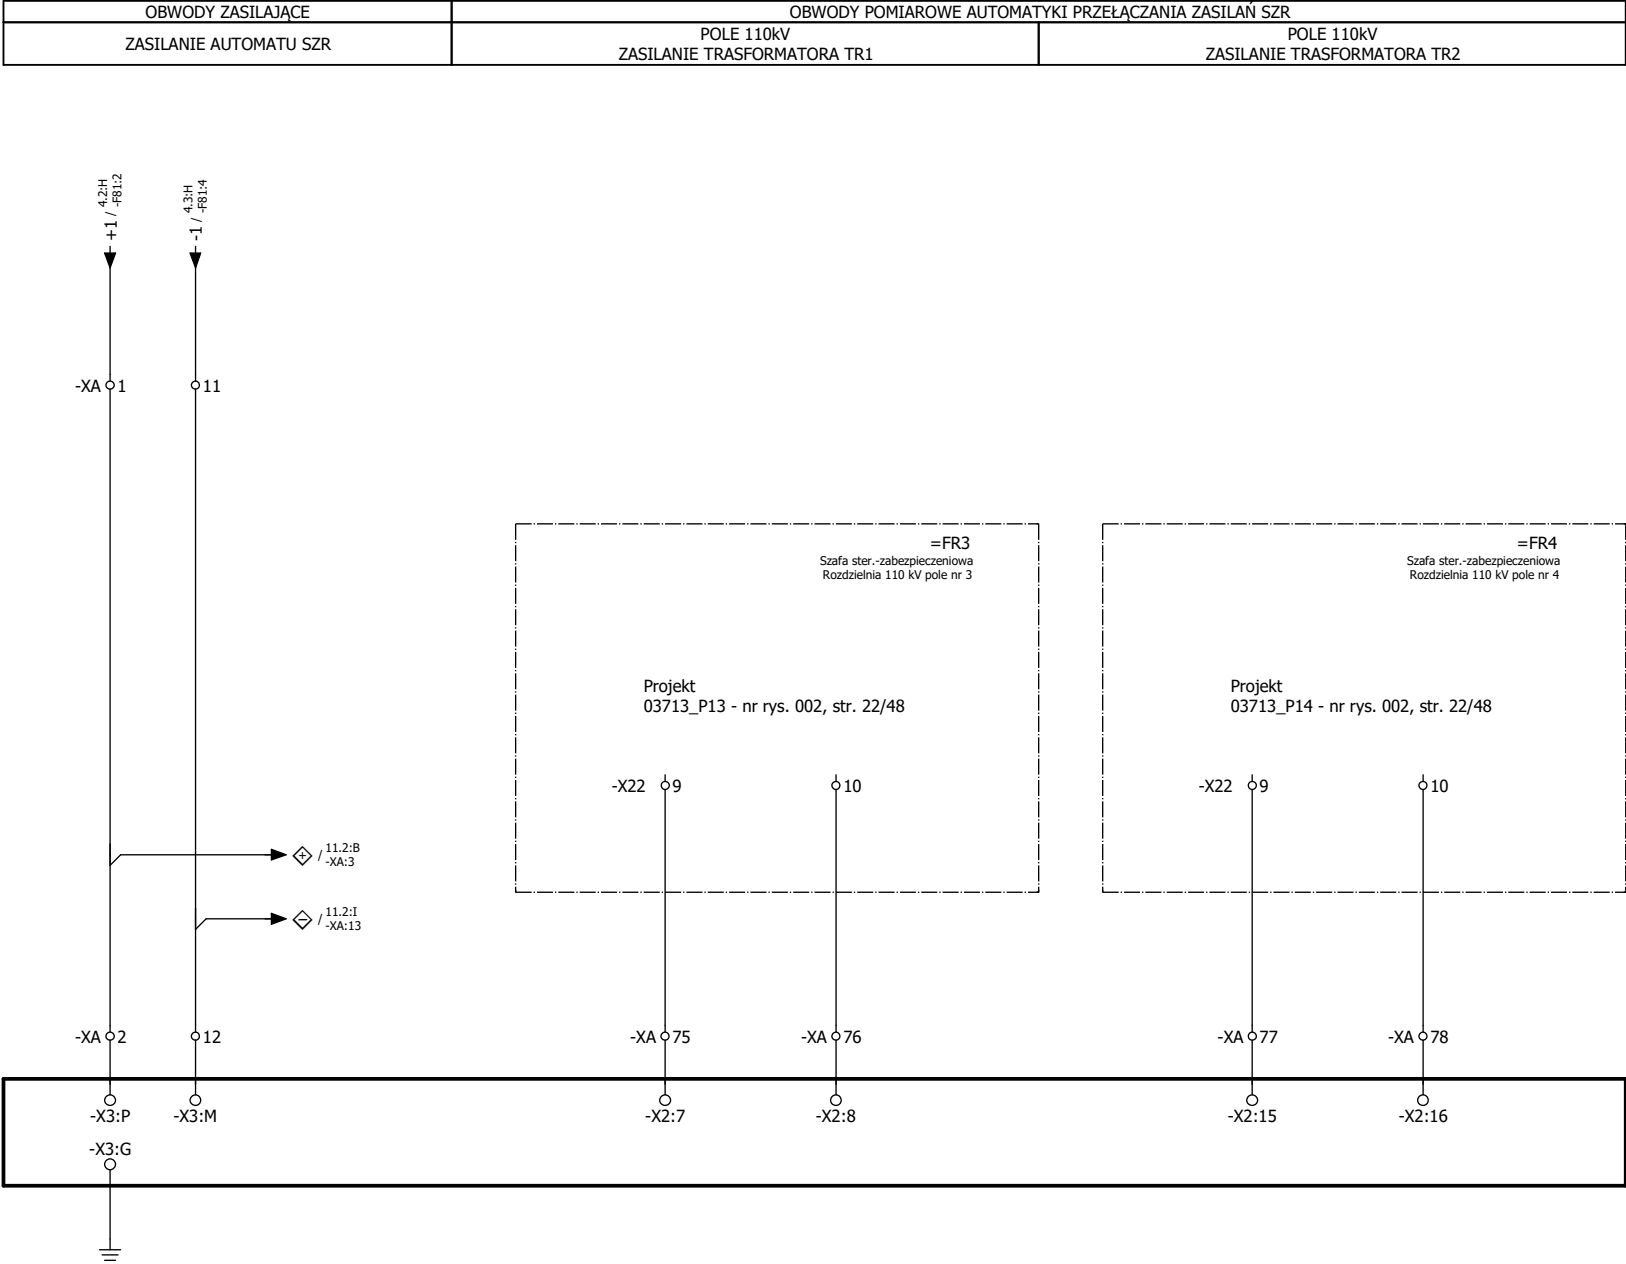 OBWODY ZASILAJĄCE
OBWODY POMIAROWE AUTOMATYKI PRZEŁĄCZANIA ZASILAŃ SZR
ZASILANIE AUTOMATU SZR
POLE 110kV
ZASILANIE TRASFORMATORA TR1
POLE 110kV
ZASILANIE TRASFORMATORA TR2
+1 / 4.2:H
-F81:2
-1 / 4.3:H
-F81:4
-XA 1
11
=FR3
Szafa ster.-zabezpieczeniowa
Rozdzielnia 110 kV pole nr 3
=FR4
Szafa ster.-zabezpieczeniowa
Rozdzielnia 110 kV pole nr 4
Projekt
03713_P13 - nr rys. 002, str. 22/48
Projekt
03713_P14 - nr rys. 002, str. 22/48
-X22 9
10
-X22 9
10
+ / 11.2:B
-XA:3
- / 11.2:I
-XA:13
-XA 2
12
-XA 75
-XA 76
-XA 77
-XA 78
-X3:P
-X3:M
-X2:7
-X2:8
-X2:15
-X2:16
-X3:G